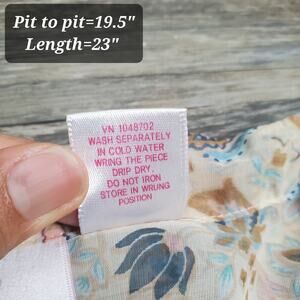 Pit to pit=19.5"
Length=23"
VN 1048702
WASH SEPARATELY
IN COLD WATER
WRING THE PIECE
DRIP DRY.
DO NOT IRON
STORE IN WRUNG
POSITION